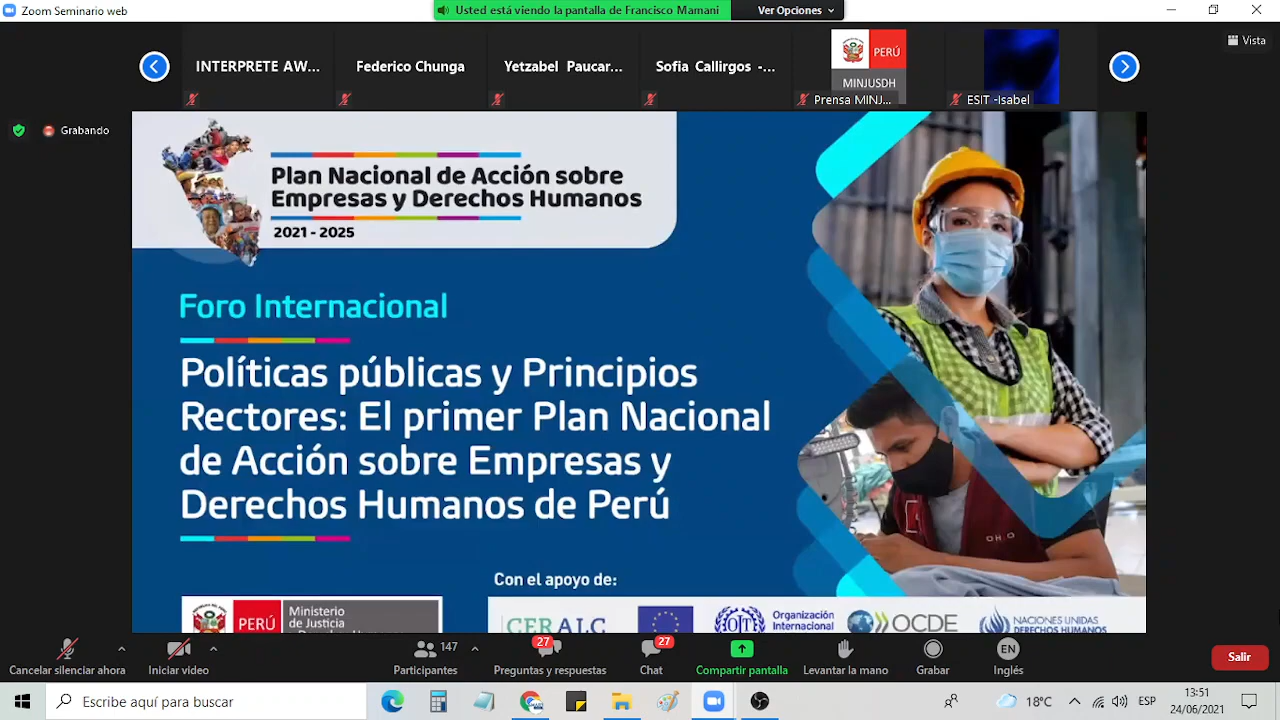 Zoom Seminario web
Usted está viendo la pantalla de Francisco Mamani
Ver Opciones
Vista
INTERPRETE AW...
Federico Chunga
Yetzabel Paucar...
Sofia Callirgos -...
PERÚ
MINJUSDH
Prensa MINJ...
ESIT -Isabel
Grabando
Plan Nacional de Acción sobre
Empresas y Derechos Humanos
2021 - 2025
Foro Internacional
Políticas públicas y Principios
Rectores: El primer Plan Nacional
de Acción sobre Empresas y
Derechos Humanos de Perú
Con el apoyo de:
PERÚ
Ministerio
de Justicia
CERALC
OIT
Organización
Internacional
OCDE
NACIONES UNIDAS
DERECHOS HUMANOS
Cancelar silenciar ahora
Iniciar video
147
Participantes
27
Preguntas y respuestas
27
Chat
Compartir pantalla
Levantar la mano
Grabar
EN
Inglés
Salir
Escribe aquí para buscar
18°C
ESP
13:51
24/06/2021